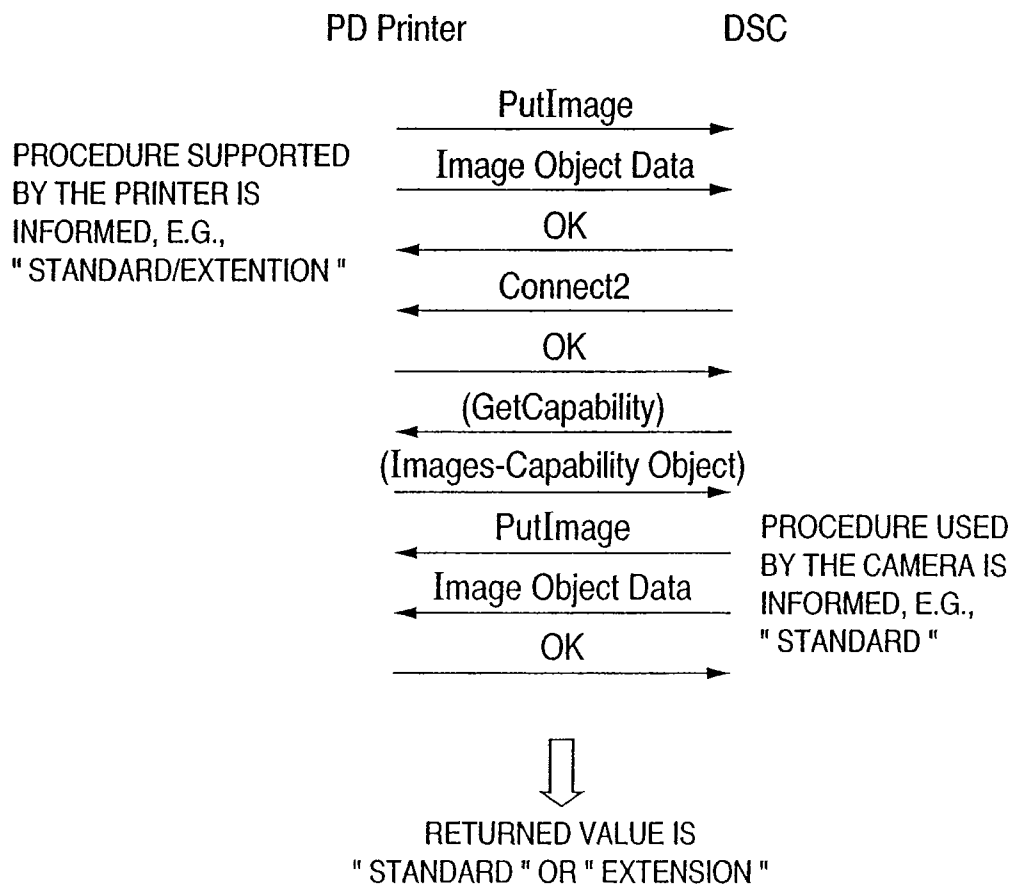 PD Printer DSC
PutImage
PROCEDURE SUPPORTED
BY THE PRINTER IS
INFORMED, E.G.,
" STANDARD/EXTENTION "
Image Object Data
OK
Connect2
OK
(GetCapability)
(Images-Capability Object)
PutImage
Image Object Data
OK
PROCEDURE USED
BY THE CAMERA IS
INFORMED, E.G.,
" STANDARD "
RETURNED VALUE IS
" STANDARD " OR " EXTENSION "